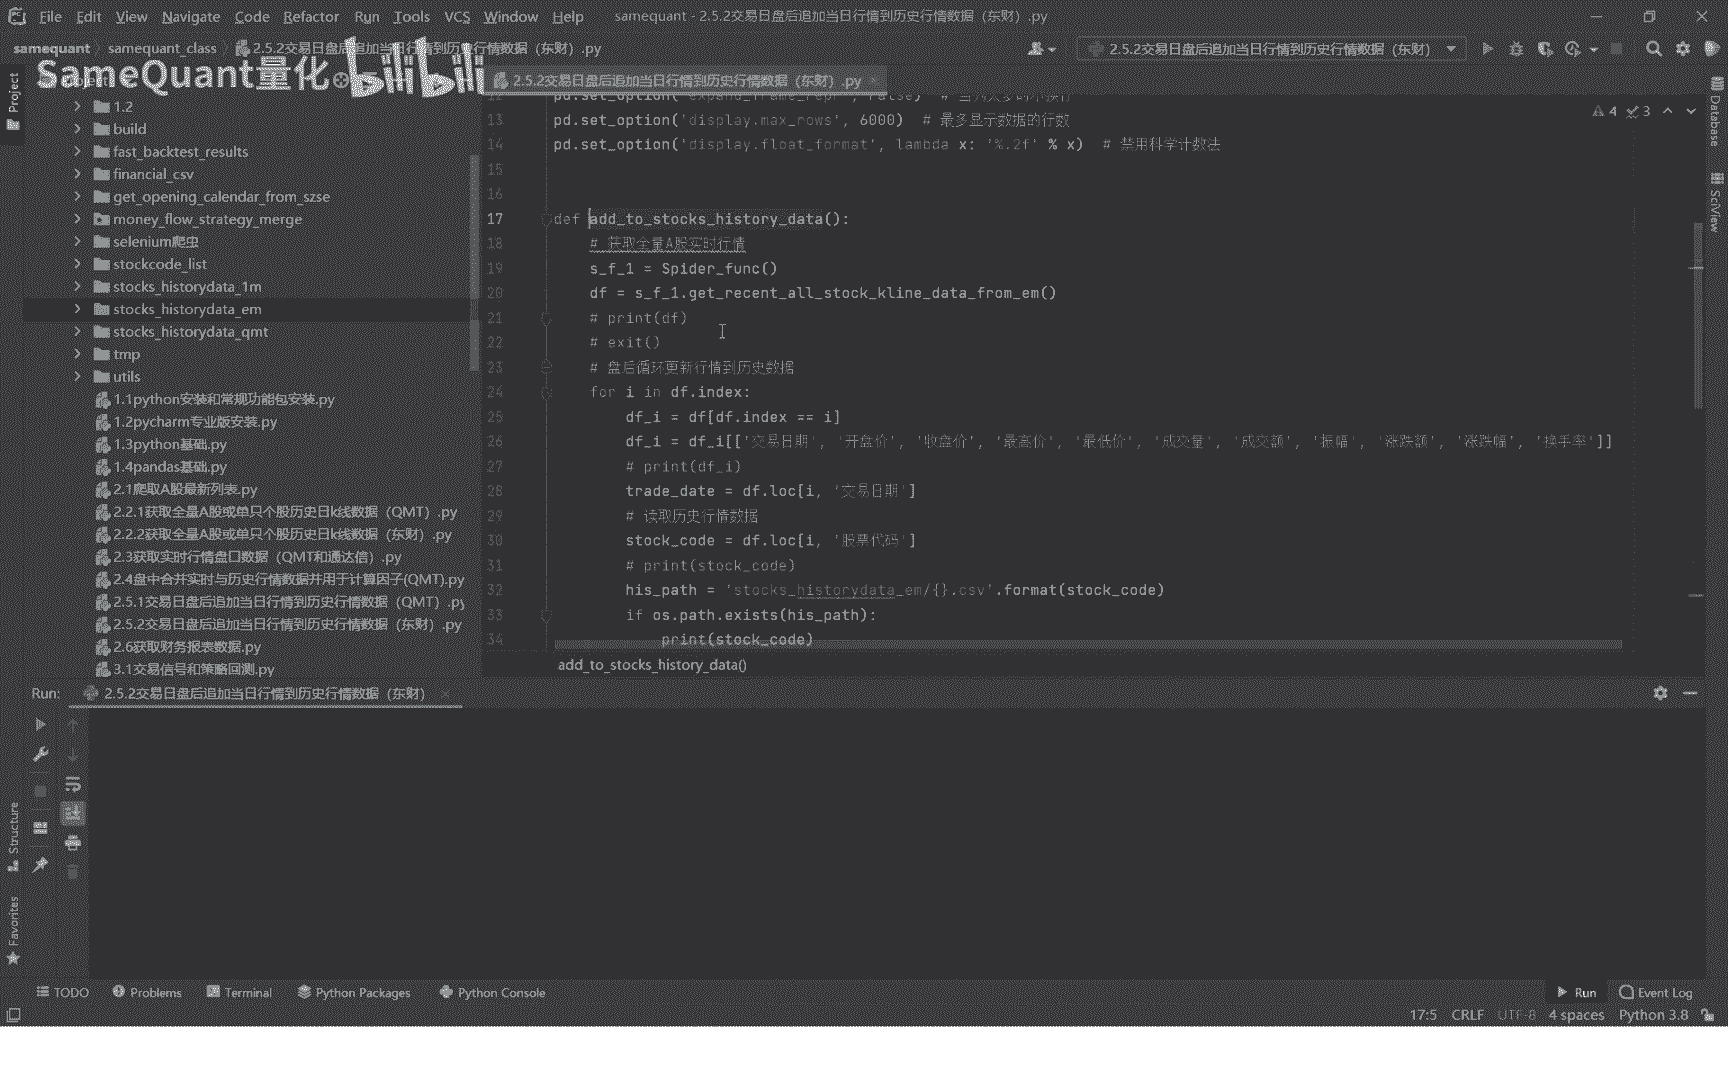 File Edit View Navigate Code Refactor Run Tools VCS Window Help samequant - 2.5.2交易日盘后追加当日行情到历史行情数据（东财）.py
samequant samequant_class 2.5.2交易日盘后追加当日行情到历史行情数据（东财）.py
2.5.2交易日盘后追加当日行情到历史行情数据（东财）
SameQuant量化 bilibili
2.5.2交易日盘后追加当日行情到历史行情数据（东财）.py
Project
1.2
build
fast_backtest_results
financial_csv
get_opening_calendar_from_szse
money_flow_strategy_merge
selenium爬虫
stockcode_list
stocks_historydata_1m
stocks_historydata_em
stocks_historydata_qmt
tmp
utils
1.1python安装和常规功能包安装.py
1.2pycharm专业版安装.py
1.3python基础.py
1.4pandas基础.py
2.1爬取A股最新列表.py
2.2.1获取全量A股或单只个股历史日k线数据（QMT）.py
2.2.2获取全量A股或单只个股历史日k线数据（东财）.py
2.3获取实时行情盘口数据（QMT和通达信）.py
2.4盘中合并实时与历史行情数据并用于计算因子(QMT).py
2.5.1交易日盘后追加当日行情到历史行情数据（QMT）.py
2.5.2交易日盘后追加当日行情到历史行情数据（东财）.py
2.6获取财务报表数据.py
3.1交易信号和策略回测.py
13 pd.set_option('display.max_rows', 6000) # 最多显示数据的行数
14 pd.set_option('display.float_format', lambda x: '%.2f' % x) # 禁用科学计数法
15
16
17 def add_to_stocks_history_data():
18 # 获取全量A股实时行情
19 s_f_1 = Spider_func()
20 df = s_f_1.get_recent_all_stock_kline_data_from_em()
21 # print(df)
22 # exit()
23 # 盘后循环更新行情到历史数据
24 for i in df.index:
25 df_i = df[df.index == i]
26 df_i = df_i[['交易日期', '开盘价', '收盘价', '最高价', '最低价', '成交量', '成交额', '振幅', '涨跌额', '涨跌幅', '换手率']]
27 # print(df_i)
28 trade_date = df.loc[i, '交易日期']
29 # 读取历史行情数据
30 stock_code = df.loc[i, '股票代码']
31 # print(stock_code)
32 his_path = 'stocks_historydata_em/{}.csv'.format(stock_code)
33 if os.path.exists(his_path):
34 print(stock_code)
add_to_stocks_history_data()
4 3
Database
SciView
Run: 2.5.2交易日盘后追加当日行情到历史行情数据（东财）
Structure
Favorites
TODO Problems Terminal Python Packages Python Console Run Event Log
17:5 CRLF UTF-8 4 spaces Python 3.8